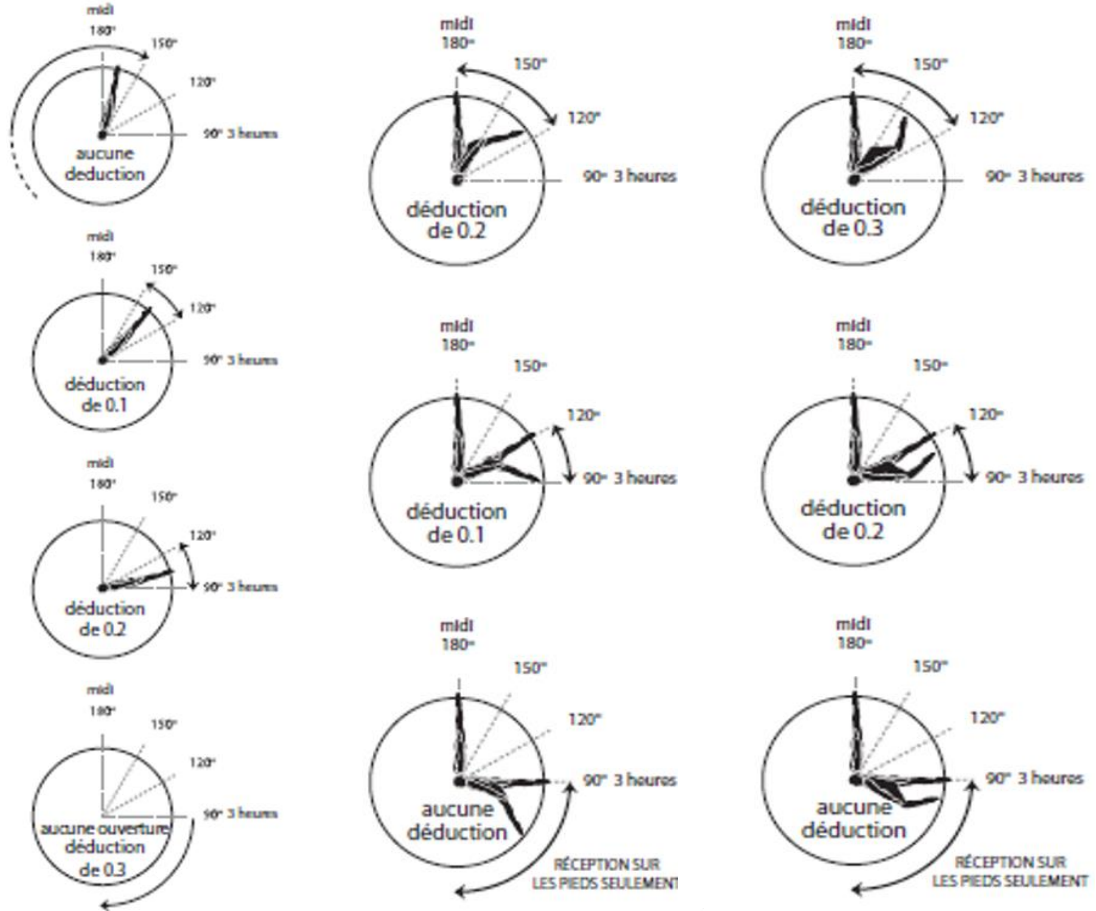 midi
180°
150°
120°
90° 3 heures
aucune
deduction
midi
180°
150°
120°
90° 3 heures
déduction
de 0.1
midi
180°
150°
120°
90° 3 heures
déduction
de 0.2
midi
180°
150°
120°
90° 3 heures
aucune ouverture
déduction
de 0.3
midi
180°
150°
120°
90° 3 heures
déduction
de 0.2
midi
180°
150°
120°
90° 3 heures
déduction
de 0.1
midi
180°
150°
120°
90° 3 heures
aucune
déduction
RÉCEPTION SUR
LES PIEDS SEULEMENT
midi
180°
150°
120°
90° 3 heures
déduction
de 0.3
midi
180°
150°
120°
90° 3 heures
déduction
de 0.2
midi
180°
150°
120°
90° 3 heures
aucune
déduction
RÉCEPTION SUR
LES PIEDS SEULEMENT